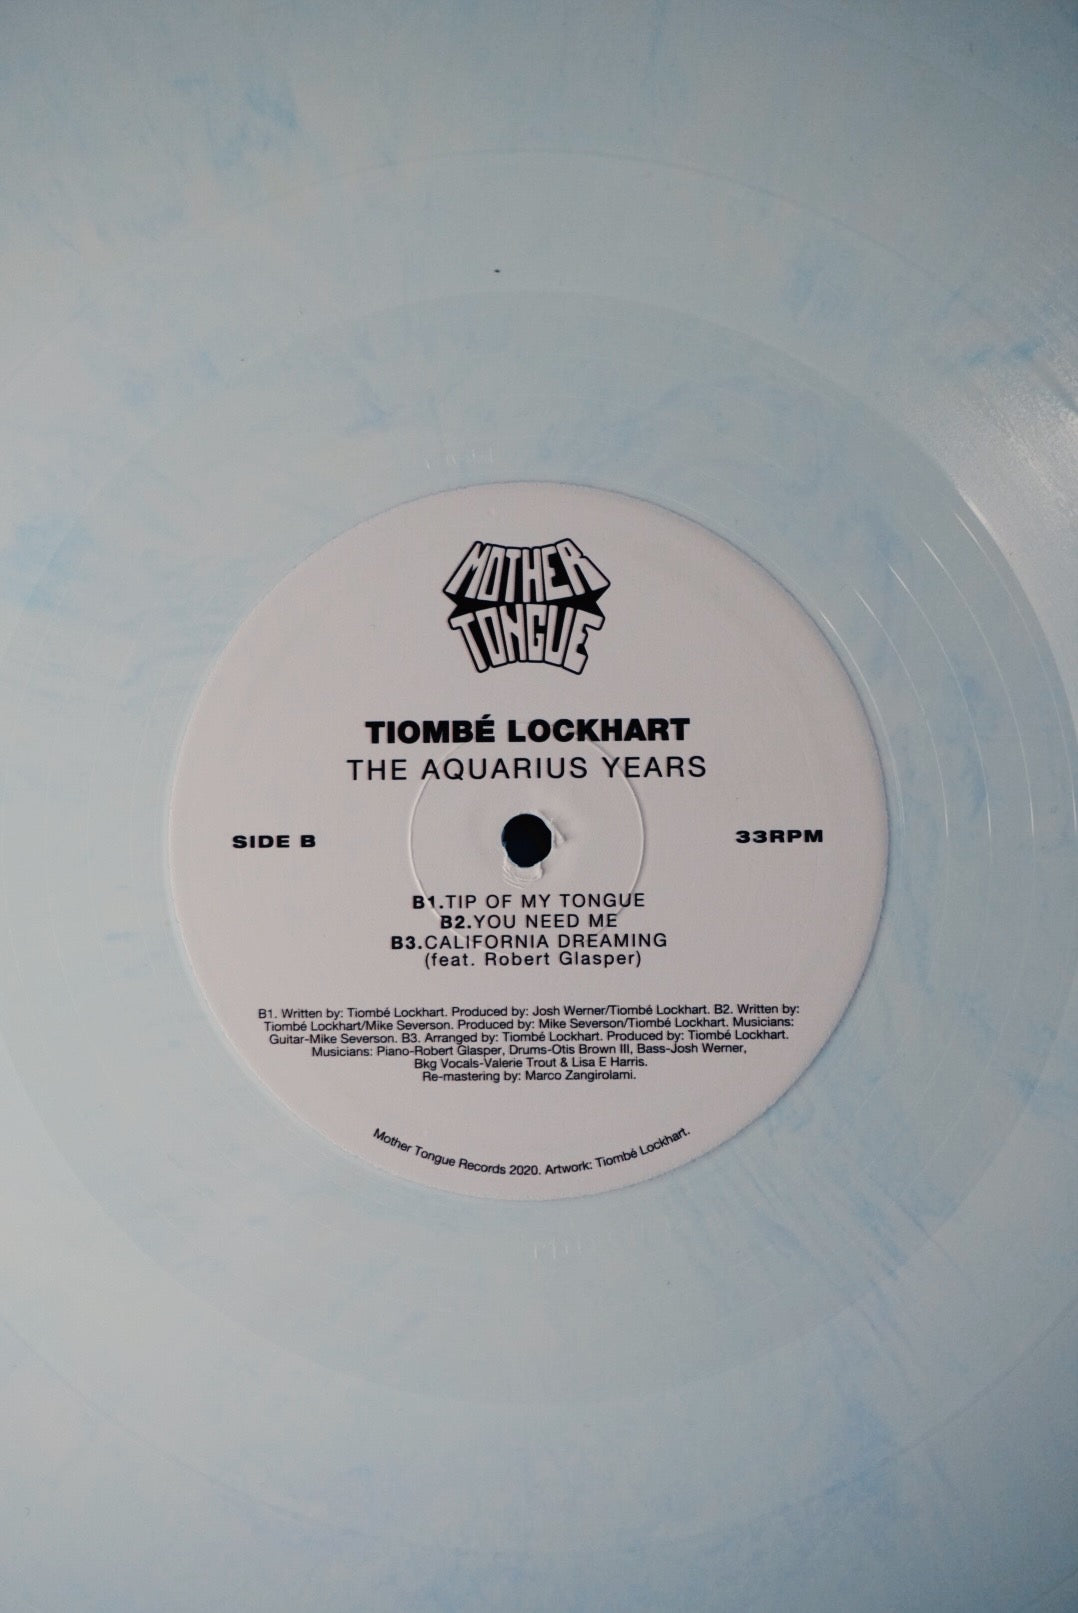 MOTHER
TONGUE
TIOMBÉ LOCKHART
THE AQUARIUS YEARS
SIDE B
33RPM
B1.TIP OF MY TONGUE
B2.YOU NEED ME
B3.CALIFORNIA DREAMING
(feat. Robert Glasper)
B1. Written by: Tiombé Lockhart. Produced by: Josh Werner/Tiombé Lockhart. B2. Written by:
Tiombé Lockhart/Mike Severson. Produced by: Mike Severson/Tiombé Lockhart. Musicians:
Guitar-Mike Severson. B3. Arranged by: Tiombé Lockhart. Produced by: Tiombé Lockhart.
Musicians: Piano-Robert Glasper, Drums-Otis Brown III, Bass-Josh Werner,
Bkg Vocals-Valerie Trout & Lisa E Harris.
Re-mastering by: Marco Zangirolami.
Mother Tongue Records 2020. Artwork: Tiombé Lockhart.